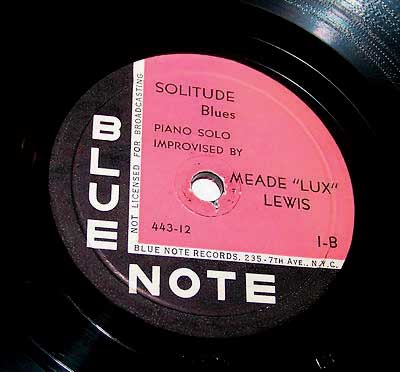 SOLITUDE
Blues
PIANO SOLO
IMPROVISED BY
MEADE "LUX"
LEWIS
443-12
1-B
NOT LICENSED FOR BROADCASTING
BLUE NOTE RECORDS, 235-7TH AVE., N.Y.C.
BLUE
NOTE